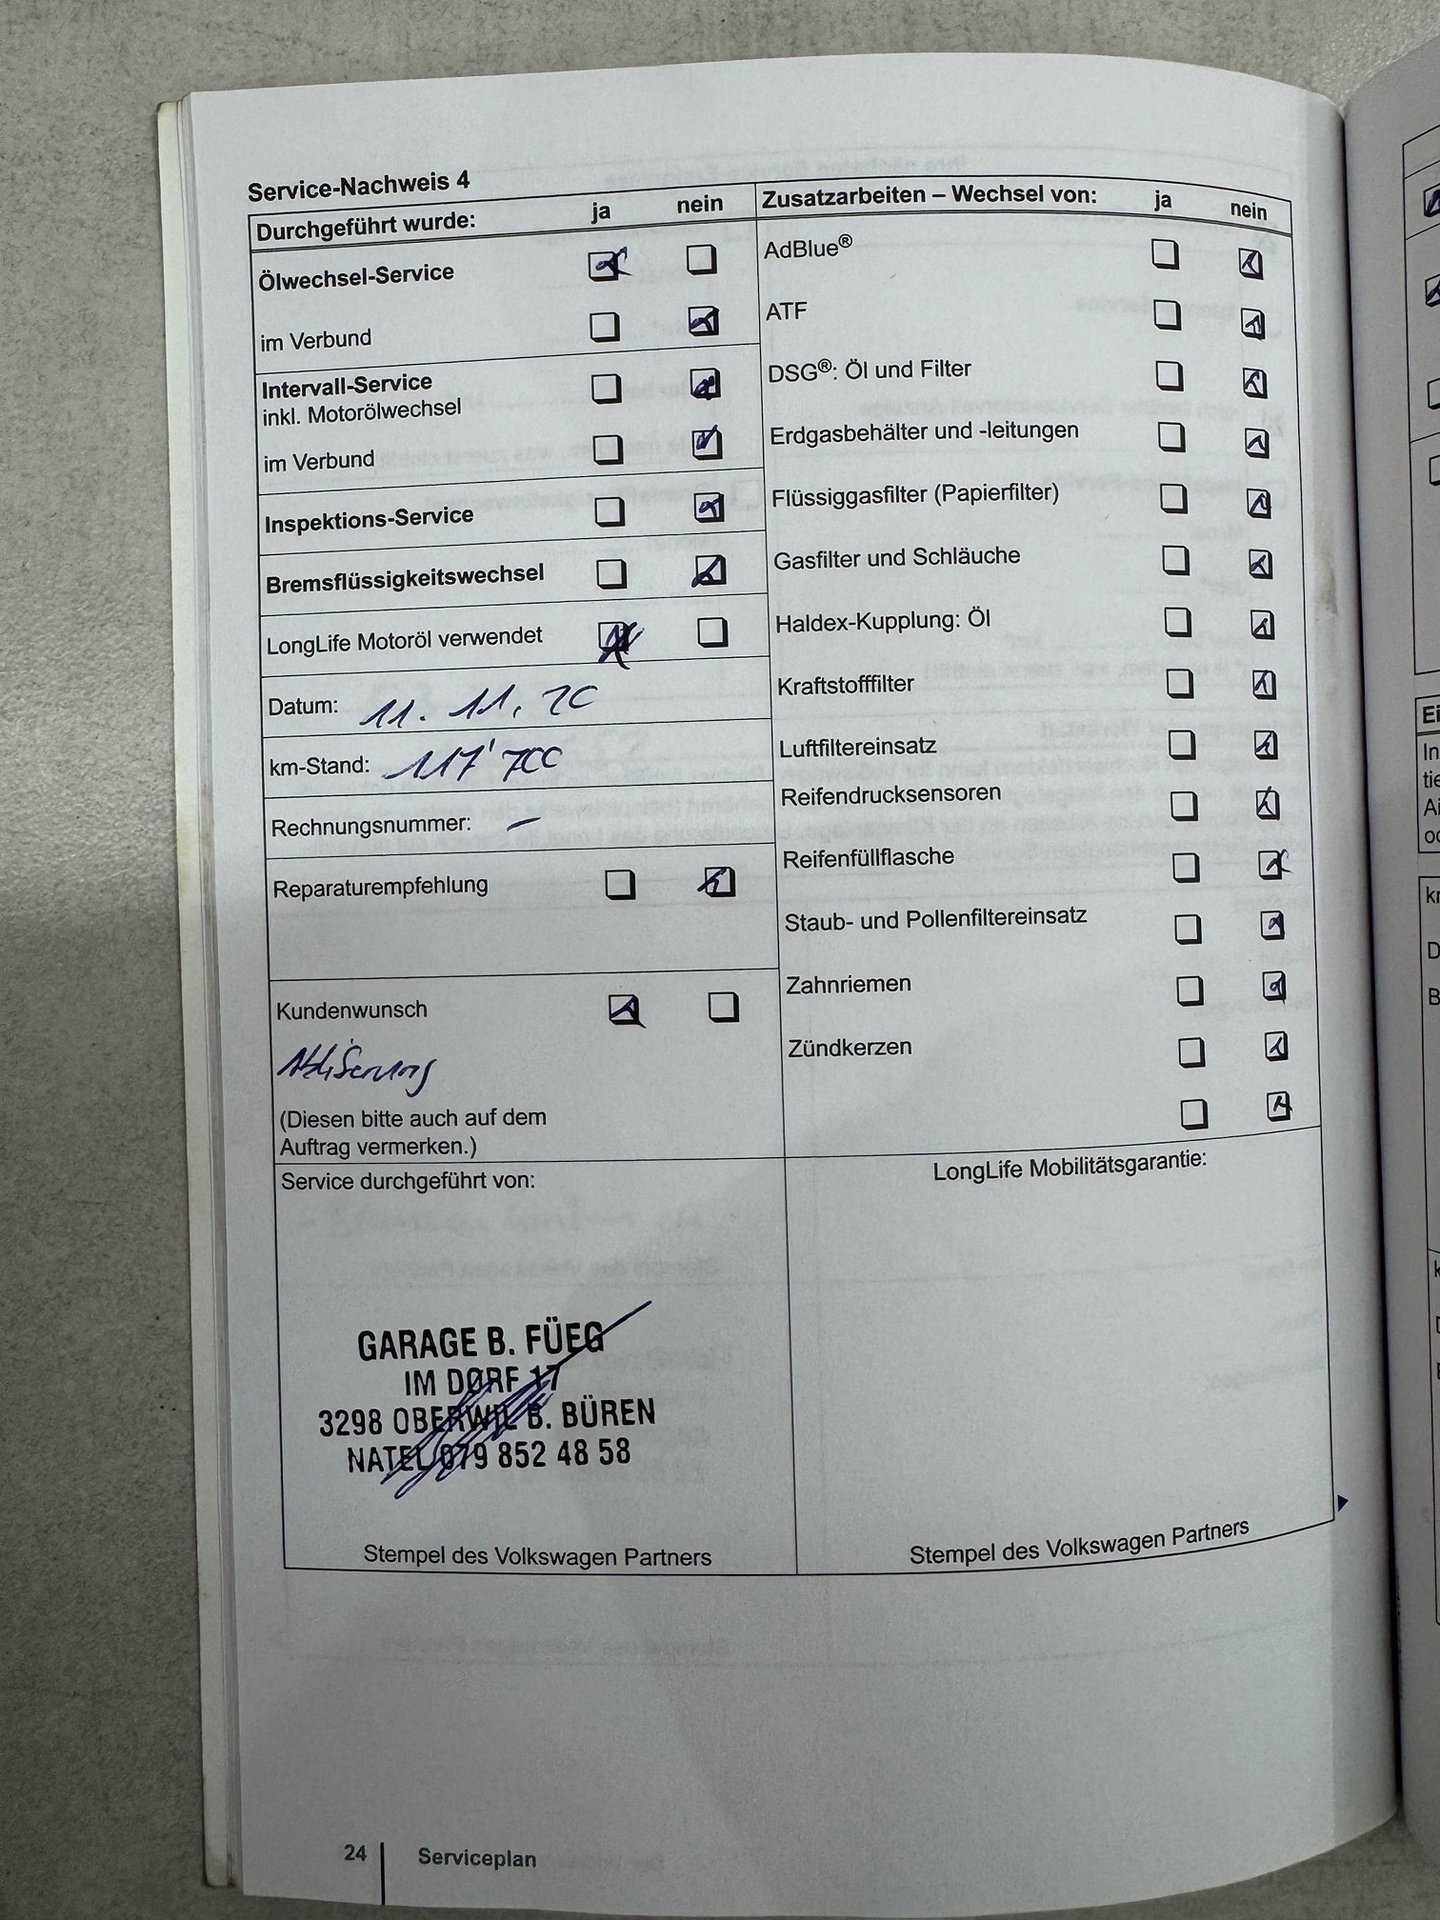 Service-Nachweis 4
Durchgeführt wurde: ja nein
Ölwechsel-Service
im Verbund
Intervall-Service
inkl. Motorölwechsel
im Verbund
Inspektions-Service
Bremsflüssigkeitswechsel
LongLife Motoröl verwendet
Datum: 11. 11. 20
km-Stand: 117'700
Rechnungsnummer: –
Reparaturempfehlung
Kundenwunsch
(Diesen bitte auch auf dem
Auftrag vermerken.)
Zusatzarbeiten – Wechsel von: ja nein
AdBlue®
ATF
DSG®: Öl und Filter
Erdgasbehälter und -leitungen
Flüssiggasfilter (Papierfilter)
Gasfilter und Schläuche
Haldex-Kupplung: Öl
Kraftstofffilter
Luftfiltereinsatz
Reifendrucksensoren
Reifenfüllflasche
Staub- und Pollenfiltereinsatz
Zahnriemen
Zündkerzen
Service durchgeführt von:
GARAGE B. FÜEG
IM DORF 17
3298 OBERWIL B. BÜREN
NATEL 079 852 48 58
Stempel des Volkswagen Partners
LongLife Mobilitätsgarantie:
Stempel des Volkswagen Partners
24 Serviceplan